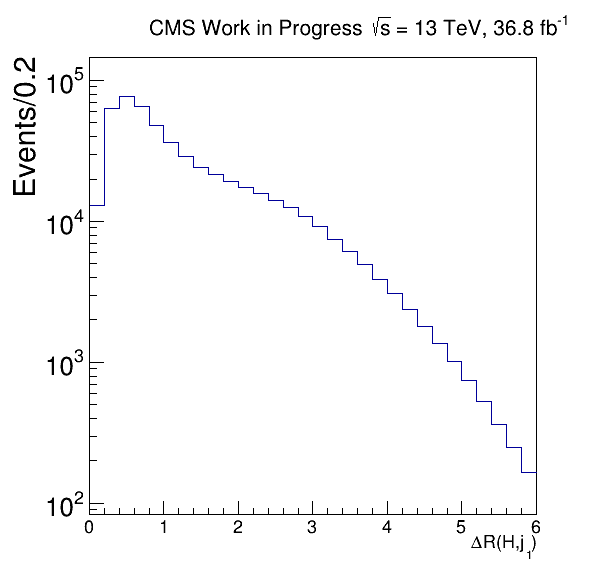 CMS Work in Progress √s = 13 TeV, 36.8 fb⁻¹
Events/0.2
10⁵
10⁴
10³
10²
0 1 2 3 4 5 6
ΔR(H,j₁)